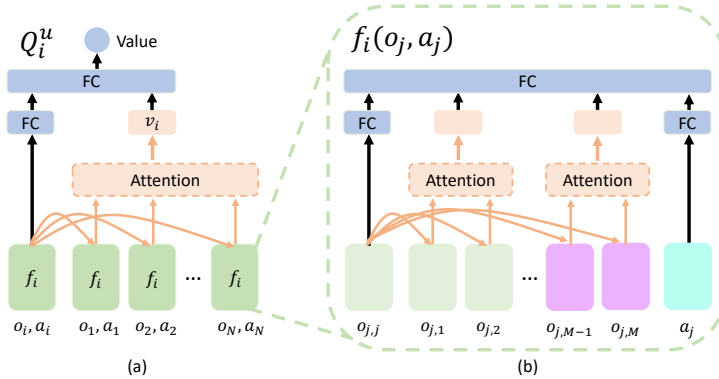 Q_i^u Value
FC
FC v_i
Attention
f_i f_i f_i ... f_i
o_i, a_i o_1, a_1 o_2, a_2 o_N, a_N
(a)
f_i(o_j, a_j)
FC
FC FC
Attention Attention
...
o_{j,j} o_{j,1} o_{j,2} o_{j,M−1} o_{j,M} a_j
(b)